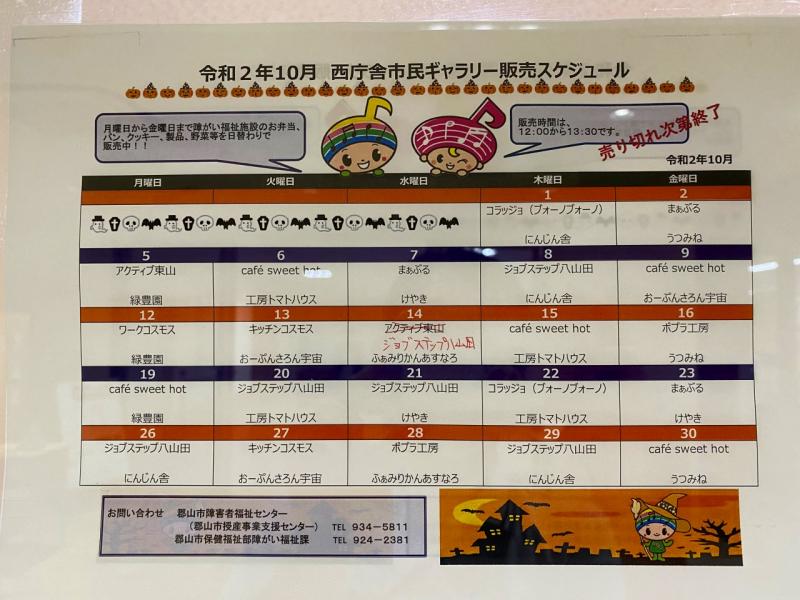 令和2年10月 西庁舎市民ギャラリー販売スケジュール
月曜日から金曜日まで障がい福祉施設のお弁当、
パン、クッキー、製品、野菜等を日替わりで
販売中！！
販売時間は、
12:00から13:30です。
売り切れ次第終了
令和2年10月
月曜日 火曜日 水曜日 木曜日 金曜日
1 2
コラッジョ（ブォーノブォーノ） まぁぶる
にんじん舎 うつみね
5 6 7 8 9
アクティブ東山 café sweet hot まぁぶる ジョブステップ八山田 café sweet hot
緑豊園 工房トマトハウス けやき にんじん舎 おーぷんさろん宇宙
12 13 14 15 16
ワークコスモス キッチンコスモス アクティブ東山 café sweet hot ポプラ工房
ジョブステップ八山田
緑豊園 おーぷんさろん宇宙 ふぁみりかんあすなろ 工房トマトハウス うつみね
19 20 21 22 23
café sweet hot ジョブステップ八山田 ジョブステップ八山田 コラッジョ（ブォーノブォーノ） まぁぶる
緑豊園 工房トマトハウス けやき 工房トマトハウス けやき
26 27 28 29 30
ジョブステップ八山田 キッチンコスモス ポプラ工房 ジョブステップ八山田 café sweet hot
にんじん舎 おーぷんさろん宇宙 ふぁみりかんあすなろ にんじん舎 うつみね
お問い合わせ 郡山市障害者福祉センター
（郡山市授産事業支援センター） TEL 934－5811
郡山市保健福祉部障がい福祉課 TEL 924－2381